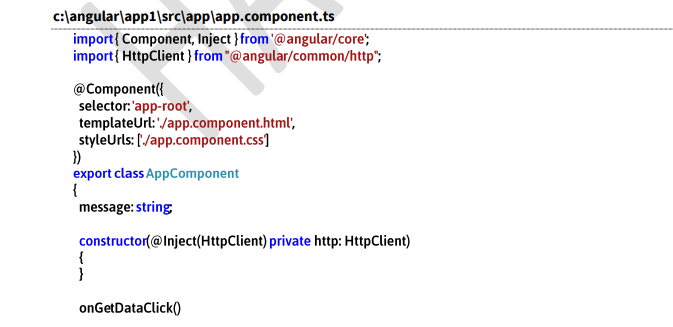 c:\angular\app1\src\app\app.component.ts
import { Component, Inject } from '@angular/core';
import { HttpClient } from "@angular/common/http";
@Component({
selector: 'app-root',
templateUrl: './app.component.html',
styleUrls: ['./app.component.css']
})
export class AppComponent
{
message: string;
constructor(@Inject(HttpClient) private http: HttpClient)
{
}
onGetDataClick()